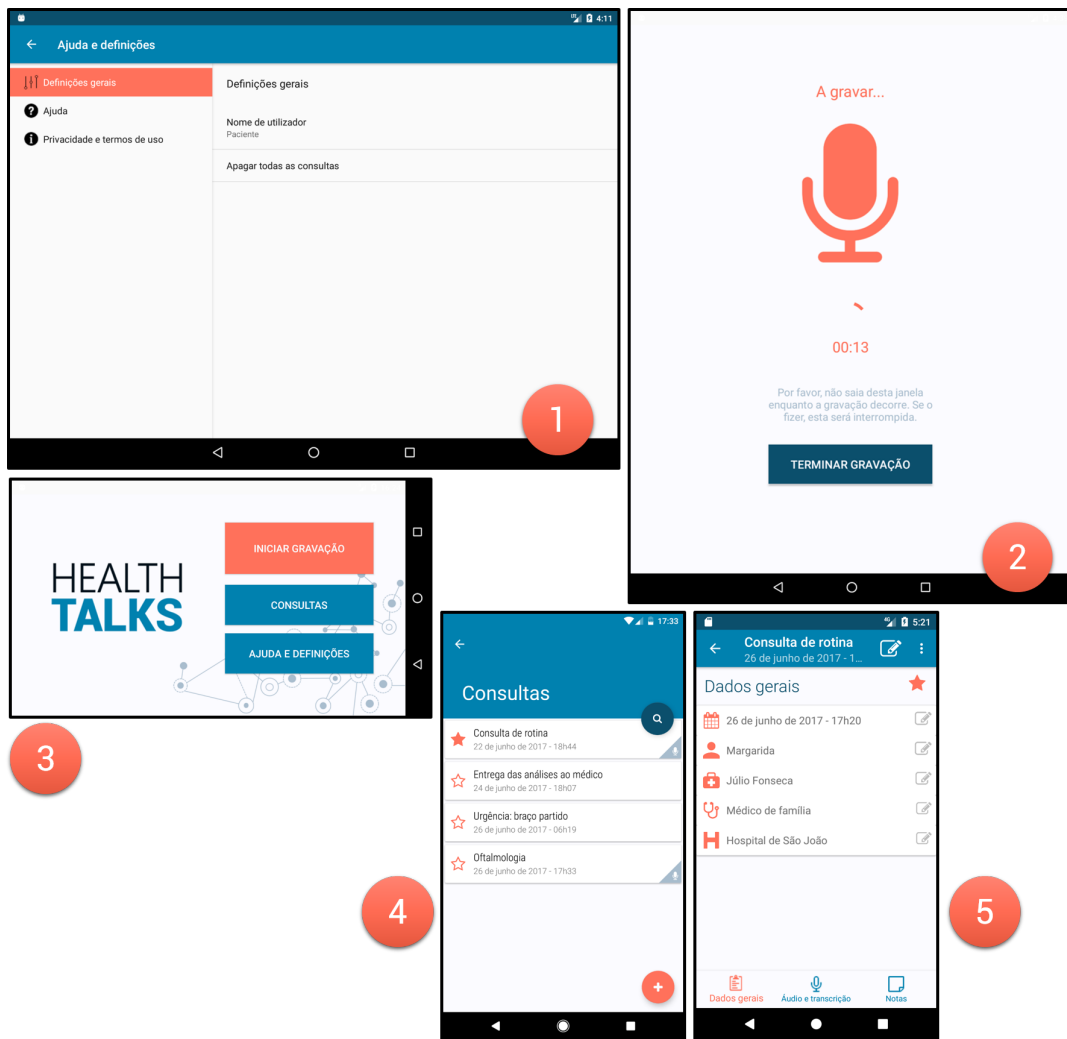 4:11
Ajuda e definições
Definições gerais
Ajuda
Privacidade e termos de uso
Definições gerais
Nome de utilizador
Paciente
Apagar todas as consultas
1
A gravar...
00:13
Por favor, não saia desta janela
enquanto a gravação decorre. Se o
fizer, esta será interrompida.
TERMINAR GRAVAÇÃO
2
HEALTH
TALKS
INICIAR GRAVAÇÃO
CONSULTAS
AJUDA E DEFINIÇÕES
3
17:33
Consultas
Consulta de rotina
22 de junho de 2017 - 18h44
Entrega das análises ao médico
24 de junho de 2017 - 18h07
Urgência: braço partido
26 de junho de 2017 - 06h19
Oftalmologia
26 de junho de 2017 - 17h33
4
5:21
Consulta de rotina
26 de junho de 2017 - 1...
Dados gerais
26 de junho de 2017 - 17h20
Margarida
Júlio Fonseca
Médico de família
Hospital de São João
Dados gerais
Áudio e transcrição
Notas
5